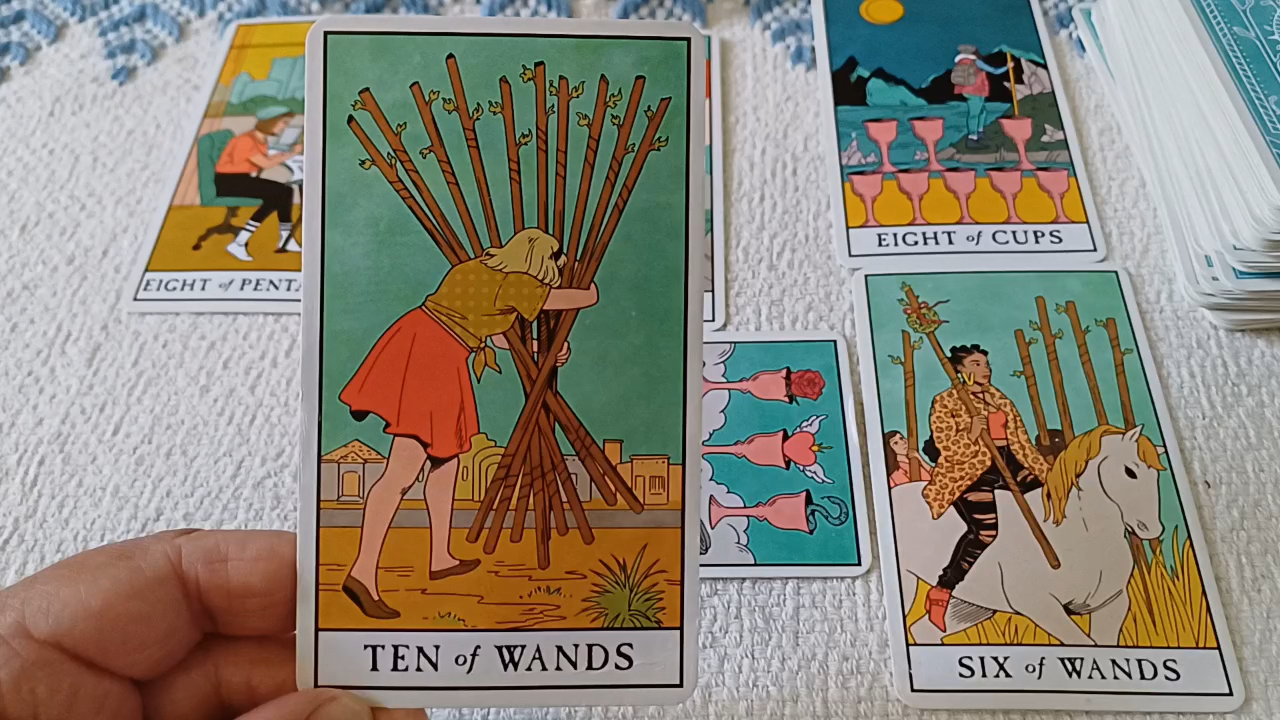 EIGHT of PENTA
TEN of WANDS
EIGHT of CUPS
SIX of WANDS